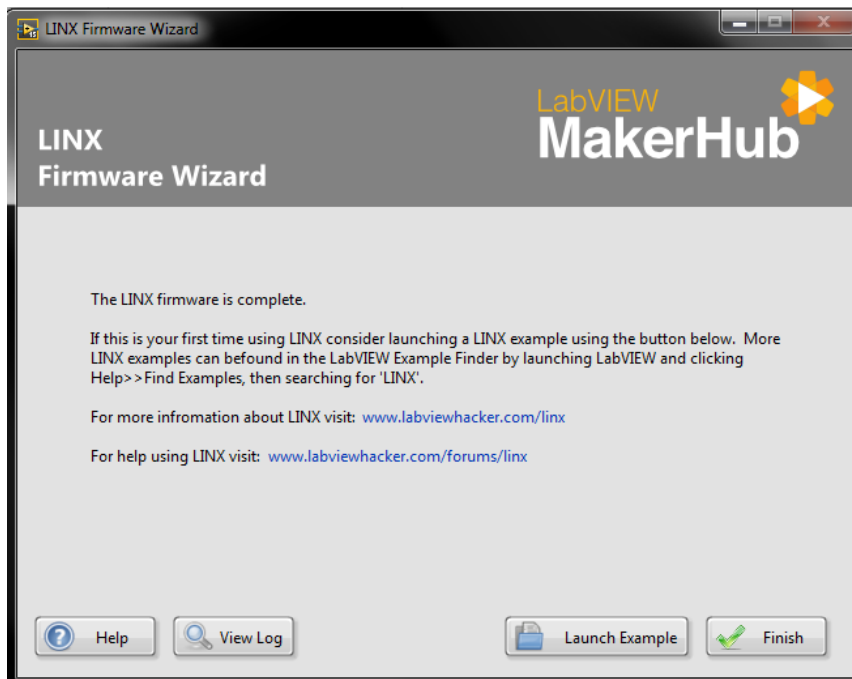 LINX Firmware Wizard
LabVIEW
MakerHub
LINX
Firmware Wizard
The LINX firmware is complete.
If this is your first time using LINX consider launching a LINX example using the button below. More
LINX examples can befound in the LabVIEW Example Finder by launching LabVIEW and clicking
Help>>Find Examples, then searching for 'LINX'.
For more infromation about LINX visit: www.labviewhacker.com/linx
For help using LINX visit: www.labviewhacker.com/forums/linx
Help
View Log
Launch Example
Finish